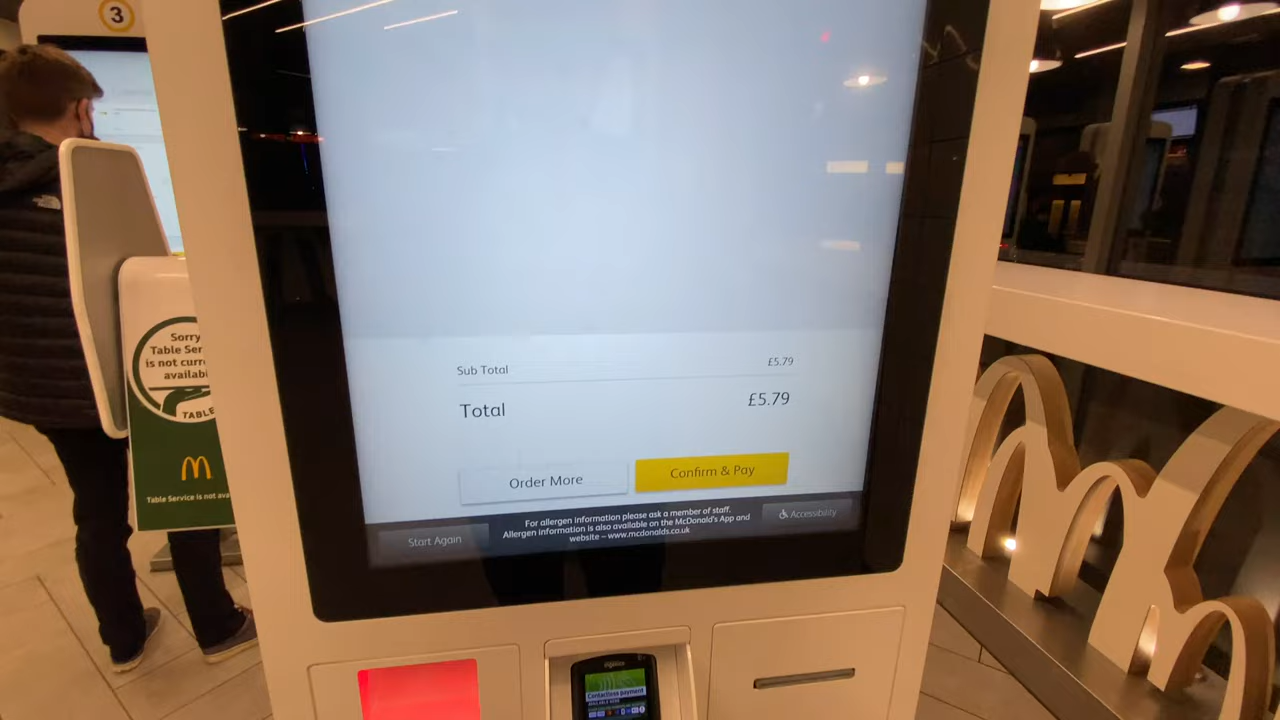 3
Sorry
Table Ser
is not curr
availabl
TABLE
Table Service is not ava
Sub Total £5.79
Total £5.79
Order More
Confirm & Pay
For allergen information please ask a member of staff.
Allergen information is also available on the McDonald's App and
website – www.mcdonalds.co.uk
Start Again
Accessibility
Contactless payment